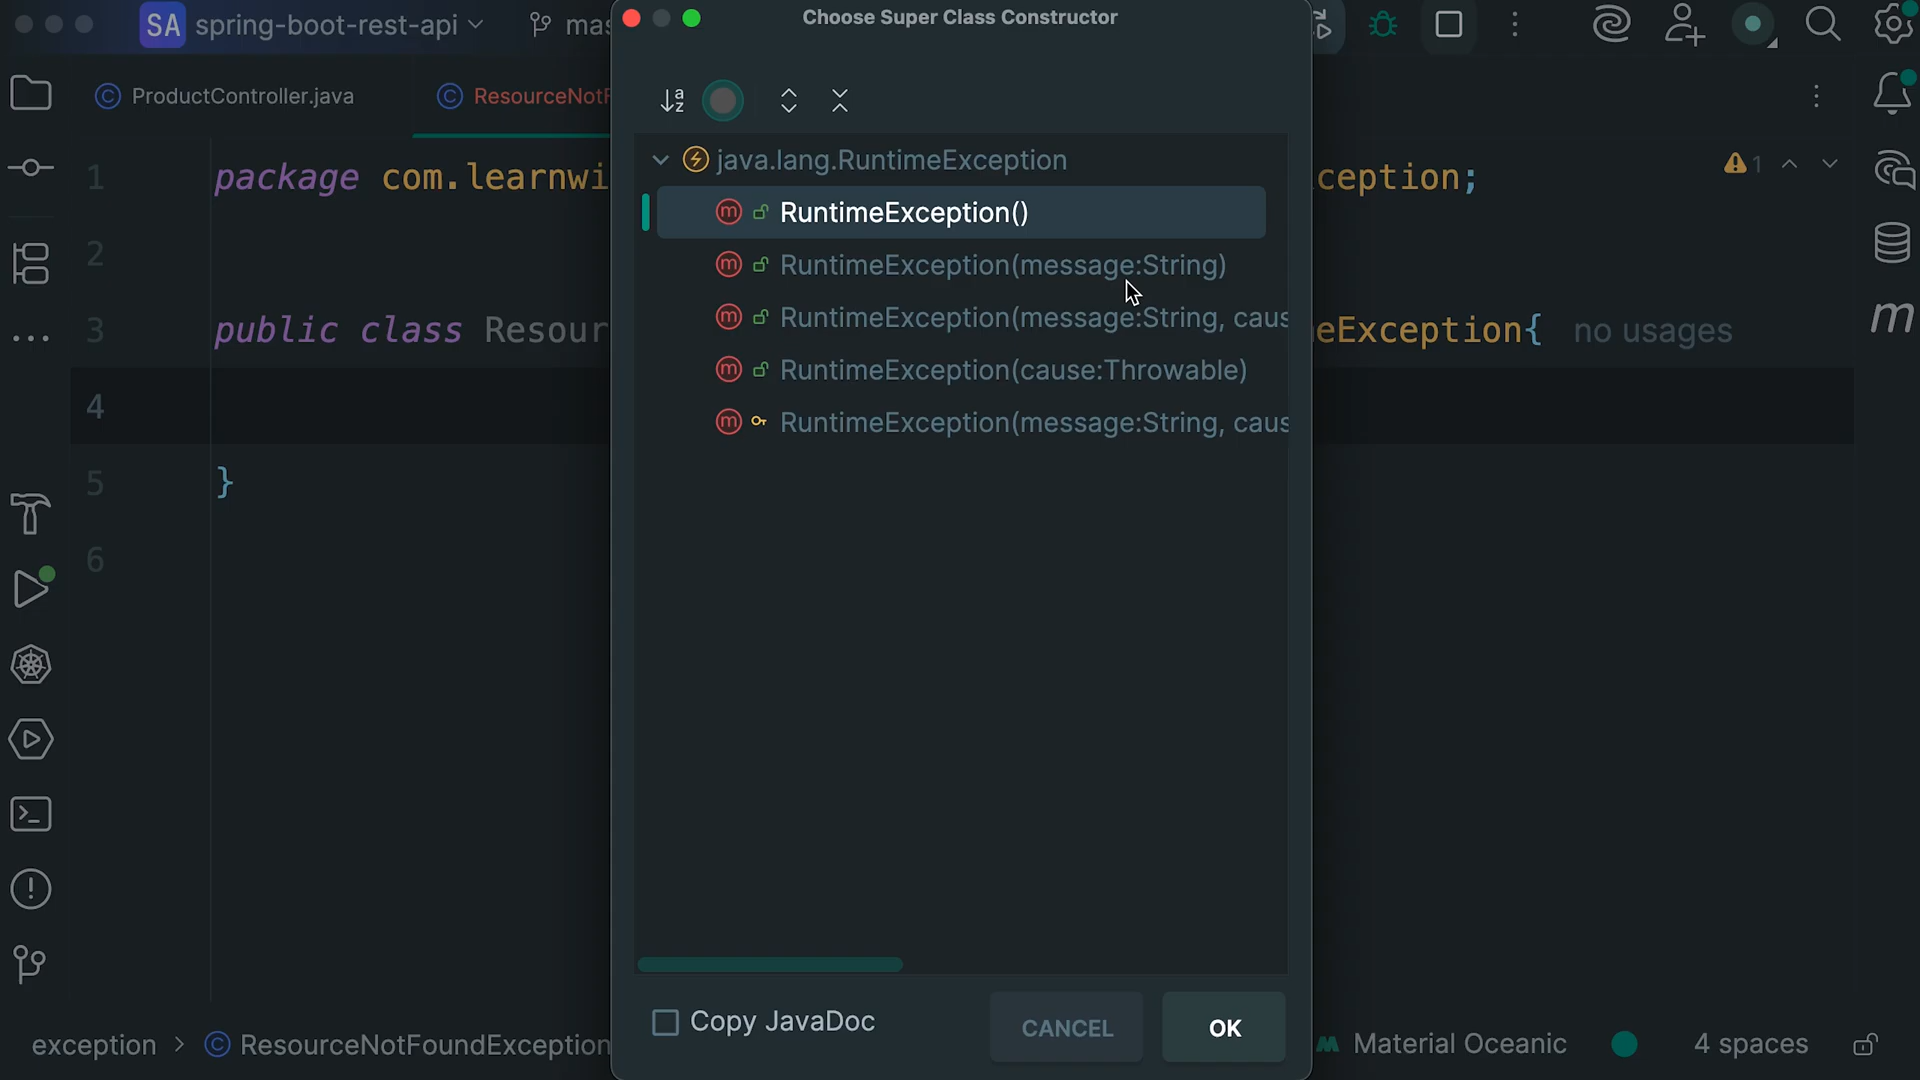 SA spring-boot-rest-api
mas
Choose Super Class Constructor
ProductController.java
ResourceNotF
java.lang.RuntimeException
RuntimeException()
RuntimeException(message:String)
RuntimeException(message:String, caus
RuntimeException(cause:Throwable)
RuntimeException(message:String, caus
1 package com.learnwi
ception;
1
2
3 public class Resour
eException{ no usages
4
5 }
6
Copy JavaDoc
CANCEL
OK
exception > ResourceNotFoundException
Material Oceanic
4 spaces